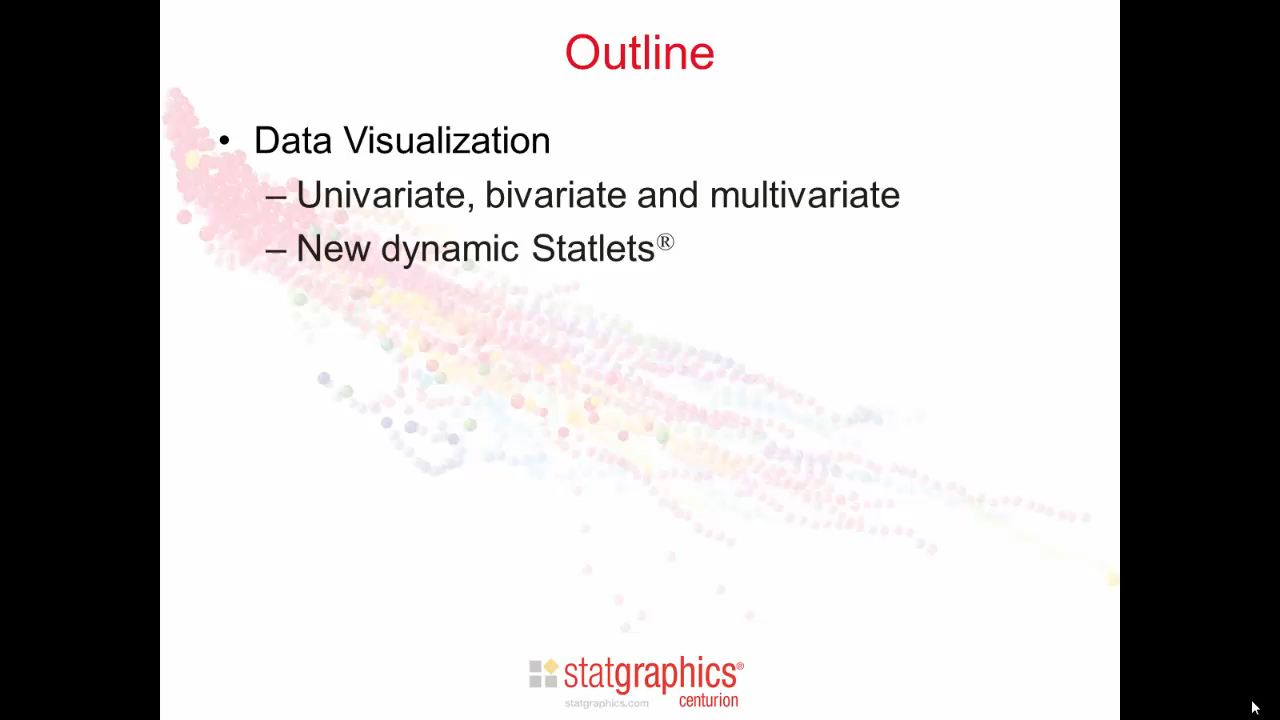 Outline
• Data Visualization
– Univariate, bivariate and multivariate
– New dynamic Statlets®
statgraphics®
statgraphics.com centurion